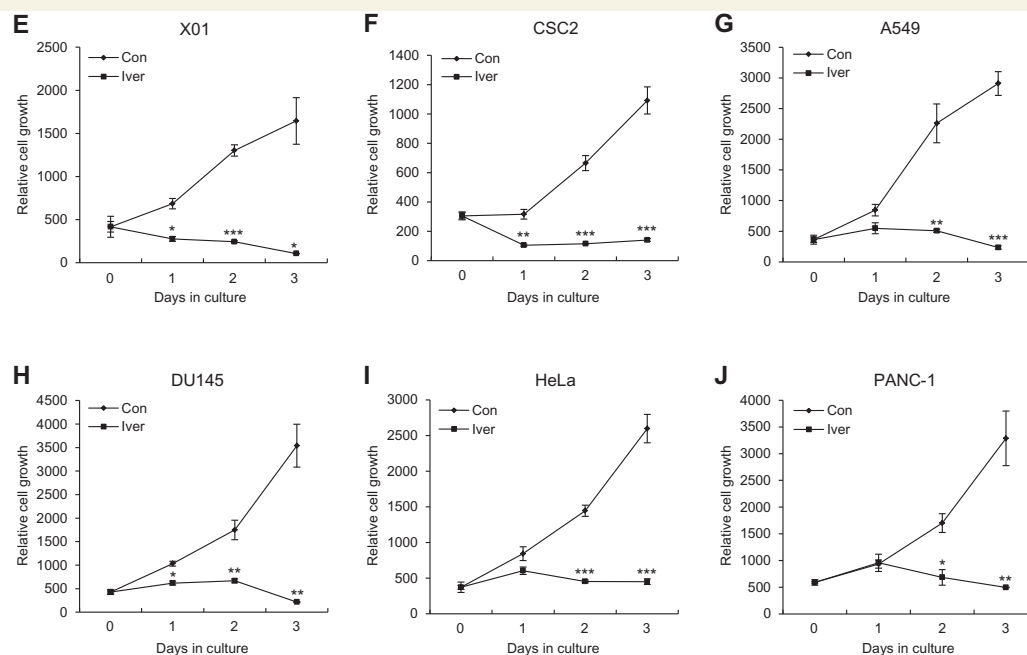 E
X01
Relative cell growth
2500
2000
1500
1000
500
0
Con
Iver
*
***
*
0 1 2 3
Days in culture
F
CSC2
Relative cell growth
1400
1200
1000
800
600
400
200
0
Con
Iver
**
***
***
0 1 2 3
Days in culture
G
A549
Relative cell growth
3500
3000
2500
2000
1500
1000
500
0
Con
Iver
**
***
0 1 2 3
Days in culture
H
DU145
Relative cell growth
4500
4000
3500
3000
2500
2000
1500
1000
500
0
Con
Iver
*
**
**
0 1 2 3
Days in culture
I
HeLa
Relative cell growth
3000
2500
2000
1500
1000
500
0
Con
Iver
***
***
0 1 2 3
Days in culture
J
PANC-1
Relative cell growth
4000
3500
3000
2500
2000
1500
1000
500
0
Con
Iver
*
**
0 1 2 3
Days in culture